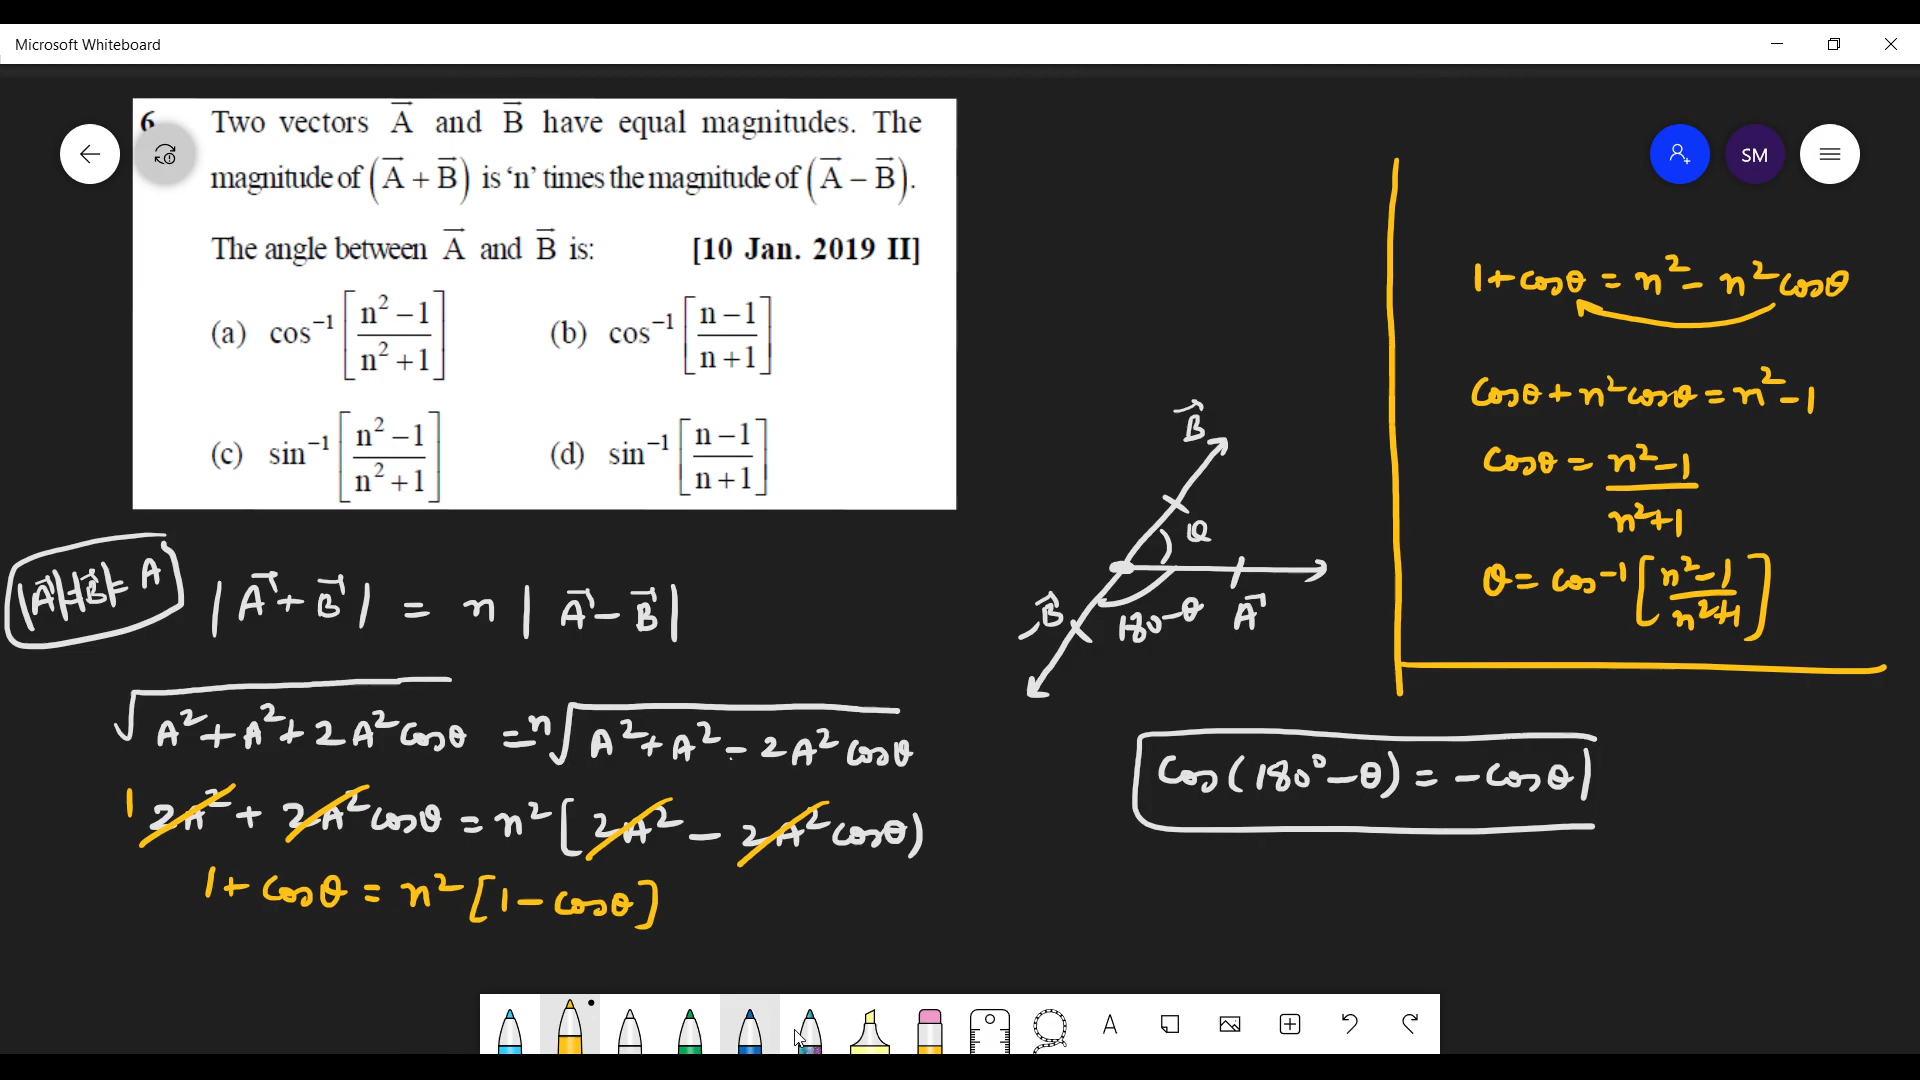 Microsoft Whiteboard
SM
6
Two vectors A⃗ and B⃗ have equal magnitudes. The
magnitude of (A⃗ + B⃗) is ‘n’ times the magnitude of (A⃗ − B⃗).
The angle between A⃗ and B⃗ is: [10 Jan. 2019 II]
(a) cos⁻¹ [(n² − 1)/(n² + 1)] (b) cos⁻¹ [(n − 1)/(n + 1)]
(c) sin⁻¹ [(n² − 1)/(n² + 1)] (d) sin⁻¹ [(n − 1)/(n + 1)]
|A⃗|=|B⃗|= A
|A⃗ + B⃗| = n |A⃗ − B⃗|
√(A² + A² + 2A² cosθ) = n √(A² + A² − 2A² cosθ)
1 2A² + 2A² cosθ = n² [2A² − 2A² cosθ)
1 + cosθ = n² [1 − cosθ]
B⃗
θ
−B⃗
180−θ
A⃗
cos(180° − θ) = −cosθ
1 + cosθ = n² − n² cosθ
cosθ + n² cosθ = n² − 1
cosθ = (n² − 1)/(n² + 1)
θ = cos⁻¹ [(n² − 1)/(n² + 1)]
A